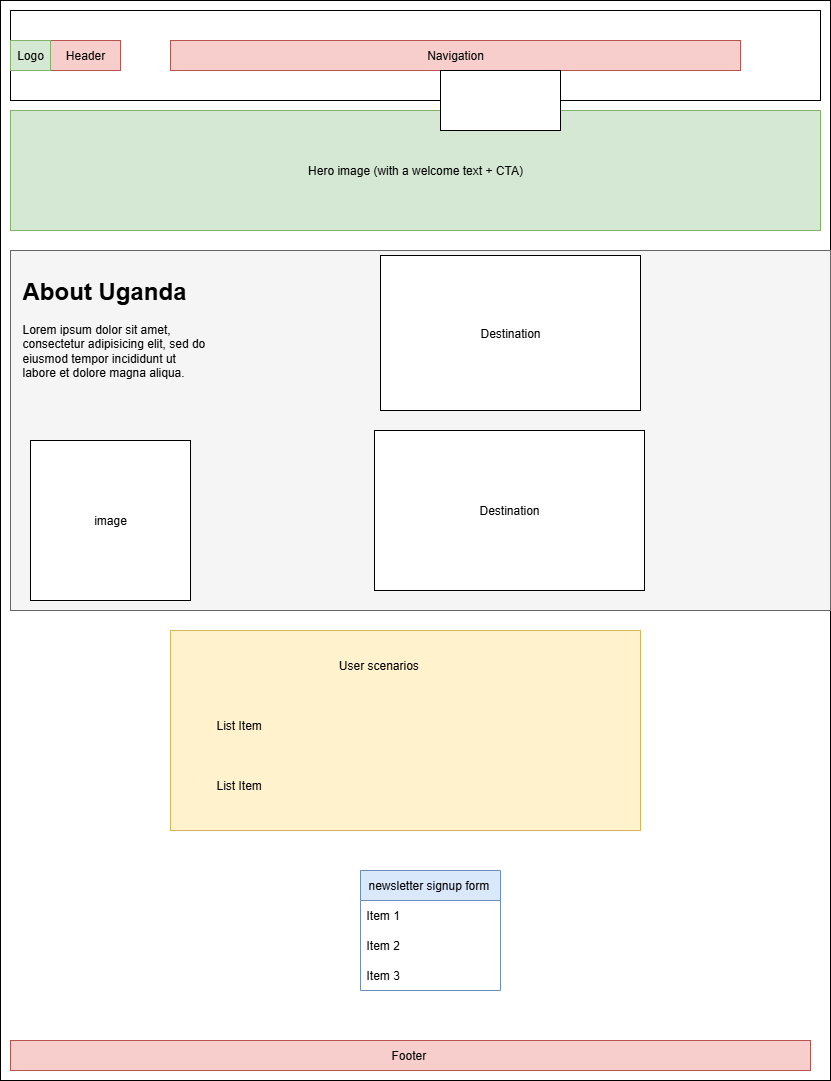 Logo
Header
Navigation
Hero image (with a welcome text + CTA)
About Uganda
Lorem ipsum dolor sit amet,
consectetur adipisicing elit, sed do
eiusmod tempor incididunt ut
labore et dolore magna aliqua.
Destination
image
Destination
User scenarios
List Item
List Item
newsletter signup form
Item 1
Item 2
Item 3
Footer